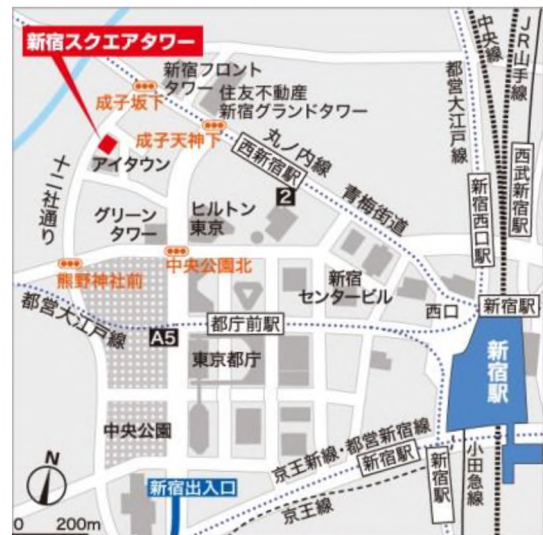 新宿スクエアタワー
新宿フロント
タワー
成子坂下
住友不動産
新宿グランドタワー
成子天神下
アイタウン
十二社通り
丸ノ内線
西新宿駅
青梅街道
都営大江戸線
中央線
JR山手線
西武新宿駅
新宿西口駅
グリーン
タワー
ヒルトン
東京
2
中央公園北
熊野神社前
新宿
センタービル
西口
新宿駅
都営大江戸線
A5
都庁前駅
東京都庁
新宿駅
中央公園
京王新線・都営新宿線
新宿駅
新宿駅
小田急線
京王線
新宿出入口
N
0 200m